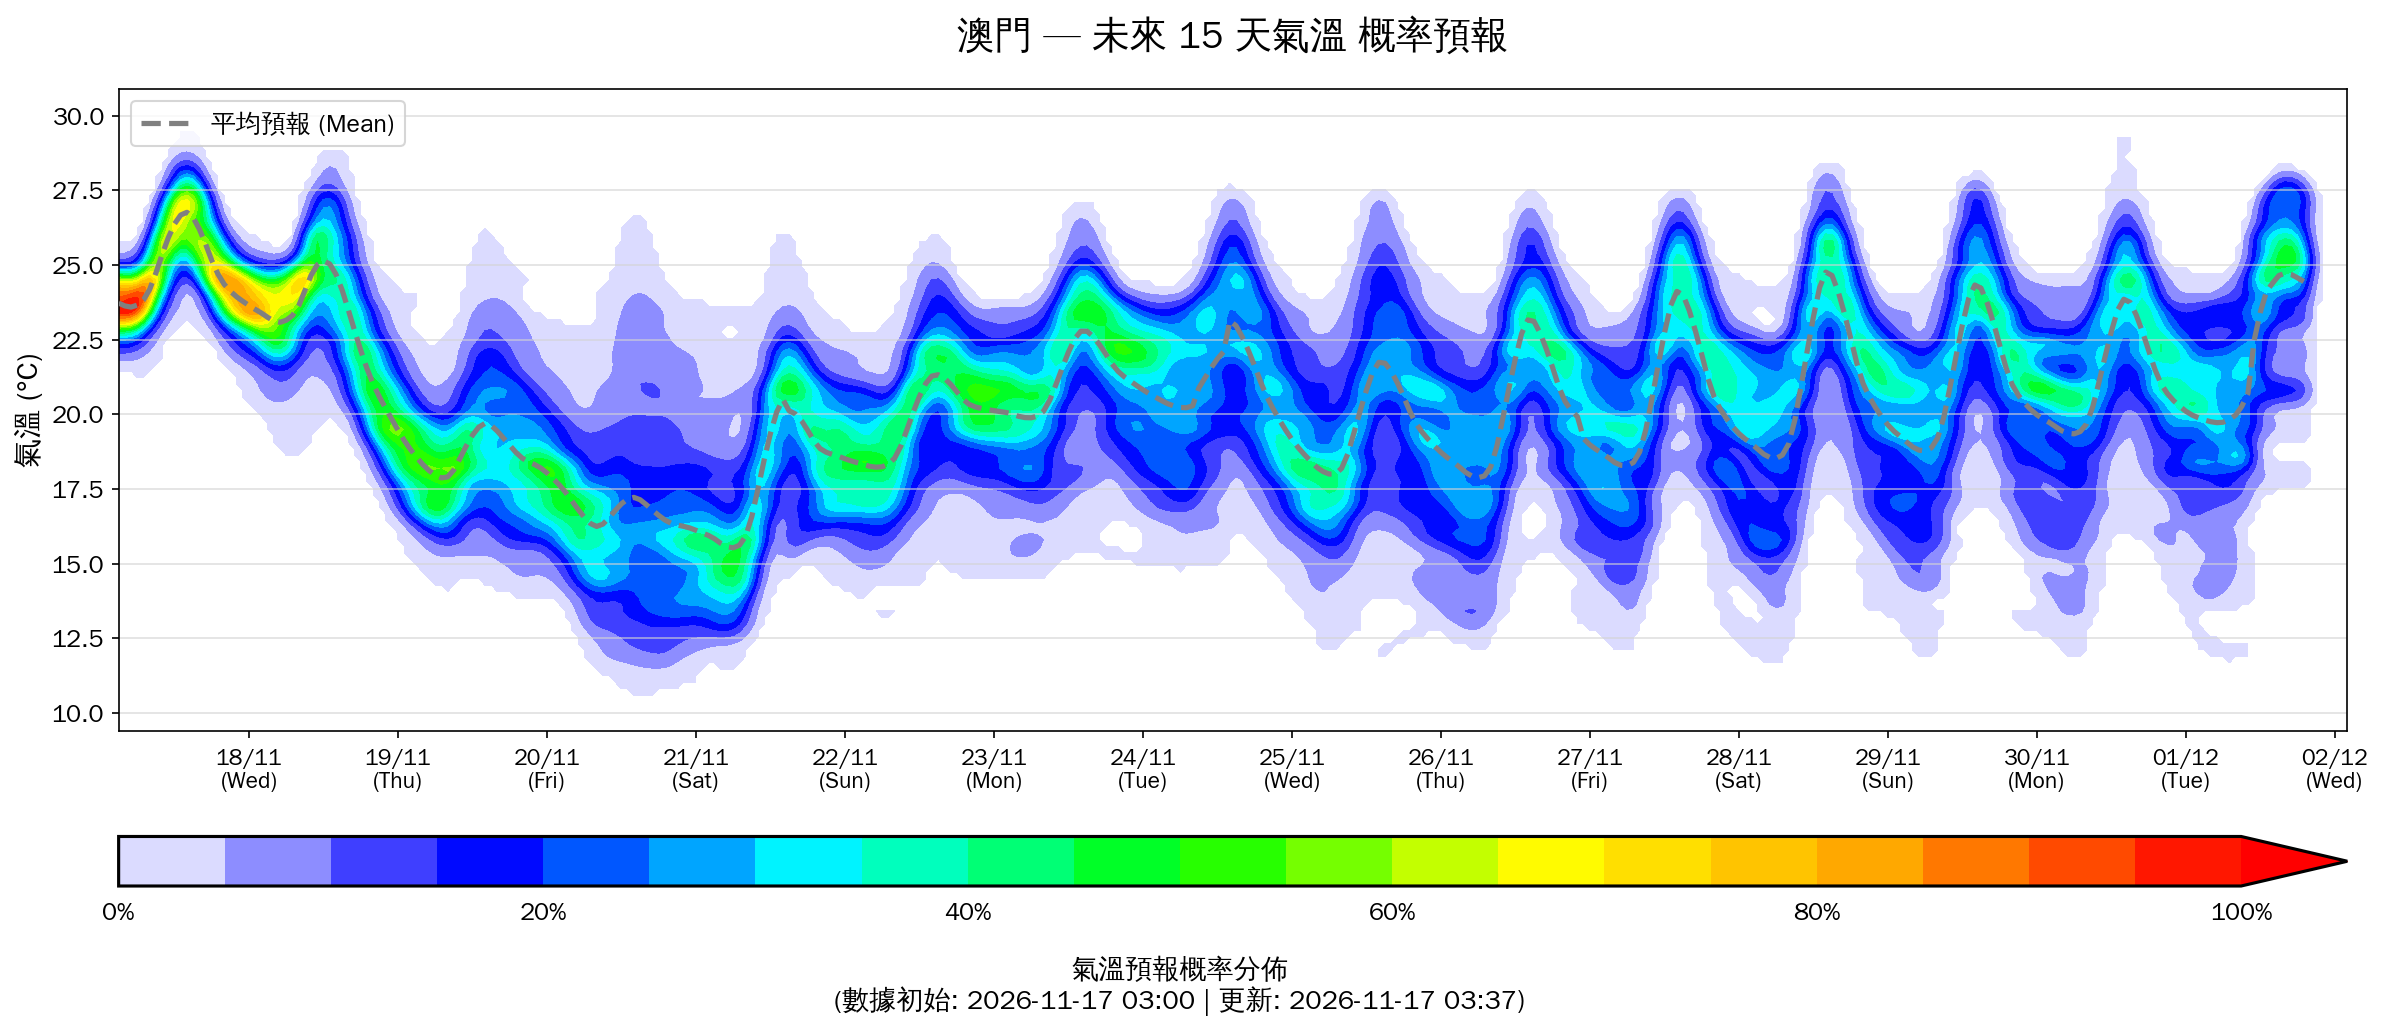 澳門 — 未來 15 天氣溫 概率預報
平均預報 (Mean)
氣溫 (°C)
30.0
27.5
25.0
22.5
20.0
17.5
15.0
12.5
10.0
18/11 (Wed)
19/11 (Thu)
20/11 (Fri)
21/11 (Sat)
22/11 (Sun)
23/11 (Mon)
24/11 (Tue)
25/11 (Wed)
26/11 (Thu)
27/11 (Fri)
28/11 (Sat)
29/11 (Sun)
30/11 (Mon)
01/12 (Tue)
02/12 (Wed)
0% 20% 40% 60% 80% 100%
氣溫預報概率分佈
(數據初始: 2026-11-17 03:00 | 更新: 2026-11-17 03:37)